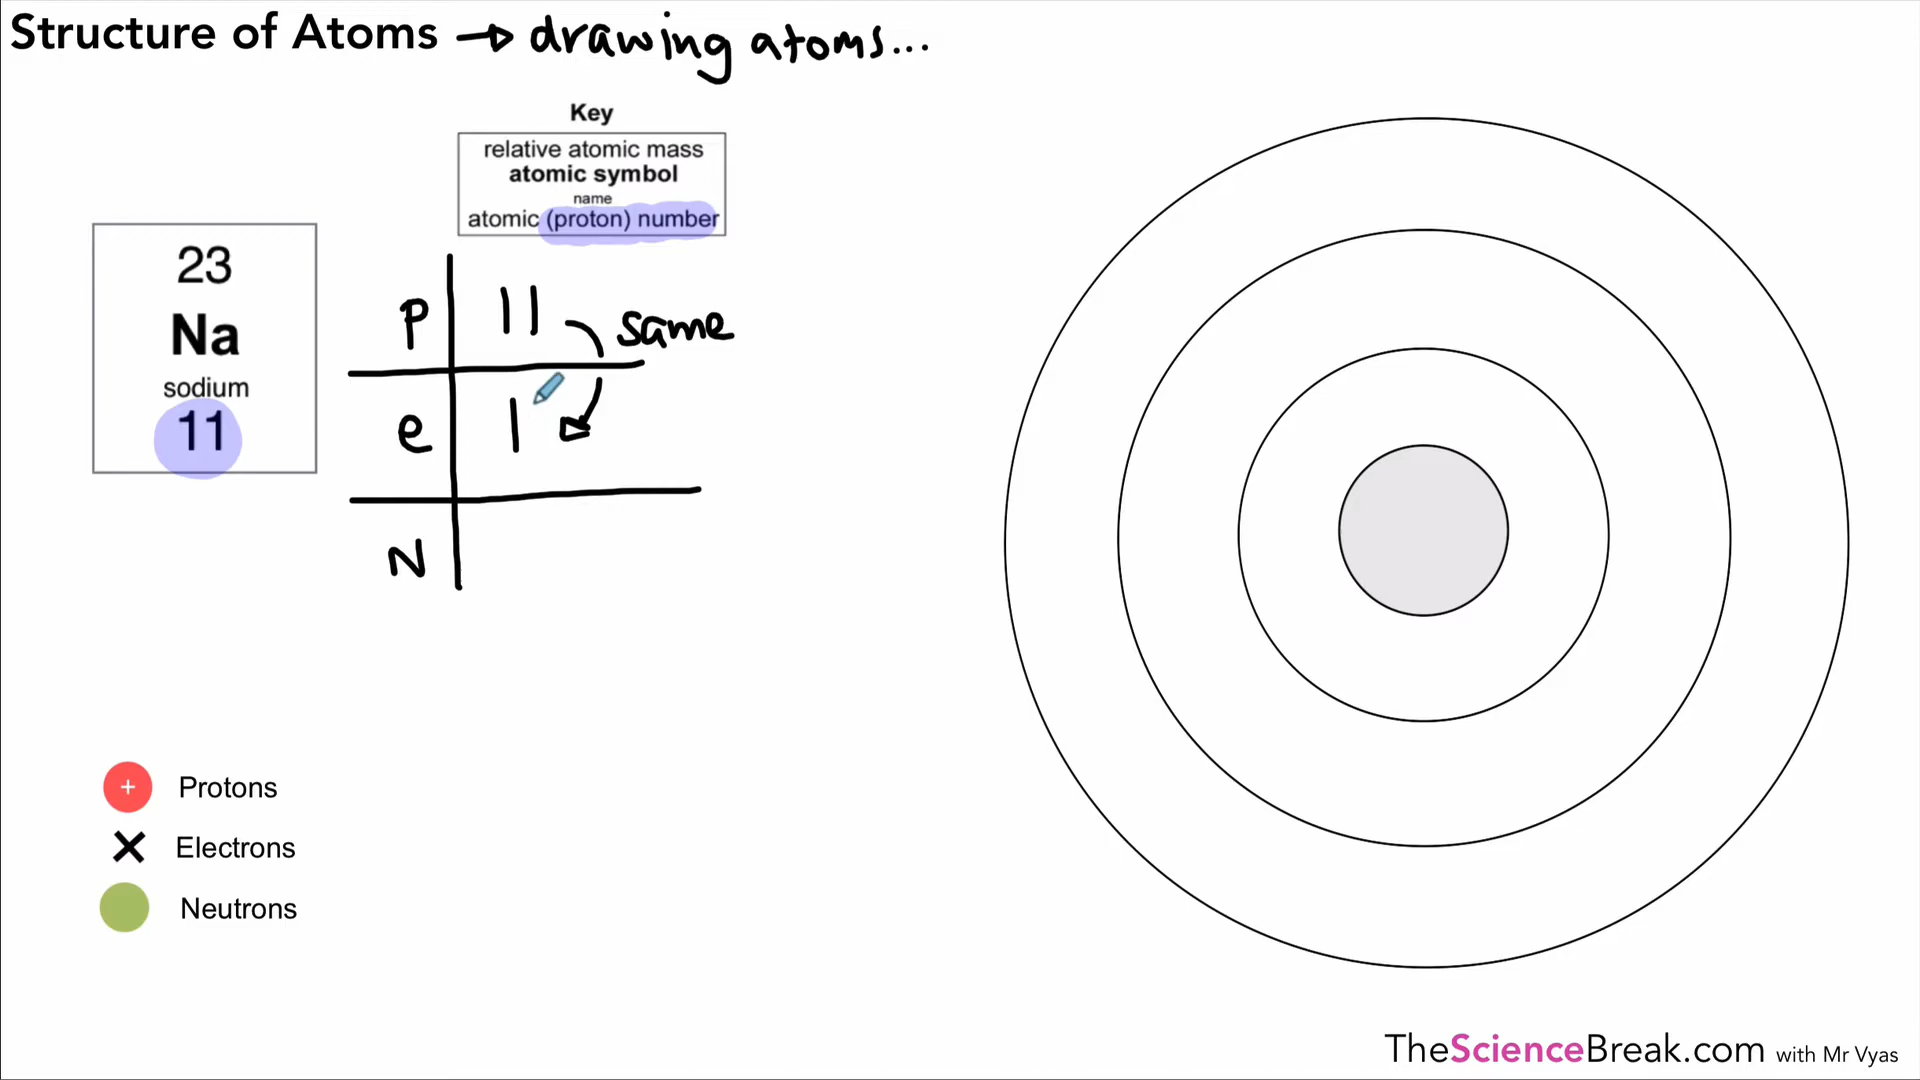 Structure of Atoms → drawing atoms...
Key
relative atomic mass
atomic symbol
name
atomic (proton) number
23
Na
sodium
11
P 11 same
e 1
N
+ Protons
× Electrons
Neutrons
TheScienceBreak.com with Mr Vyas